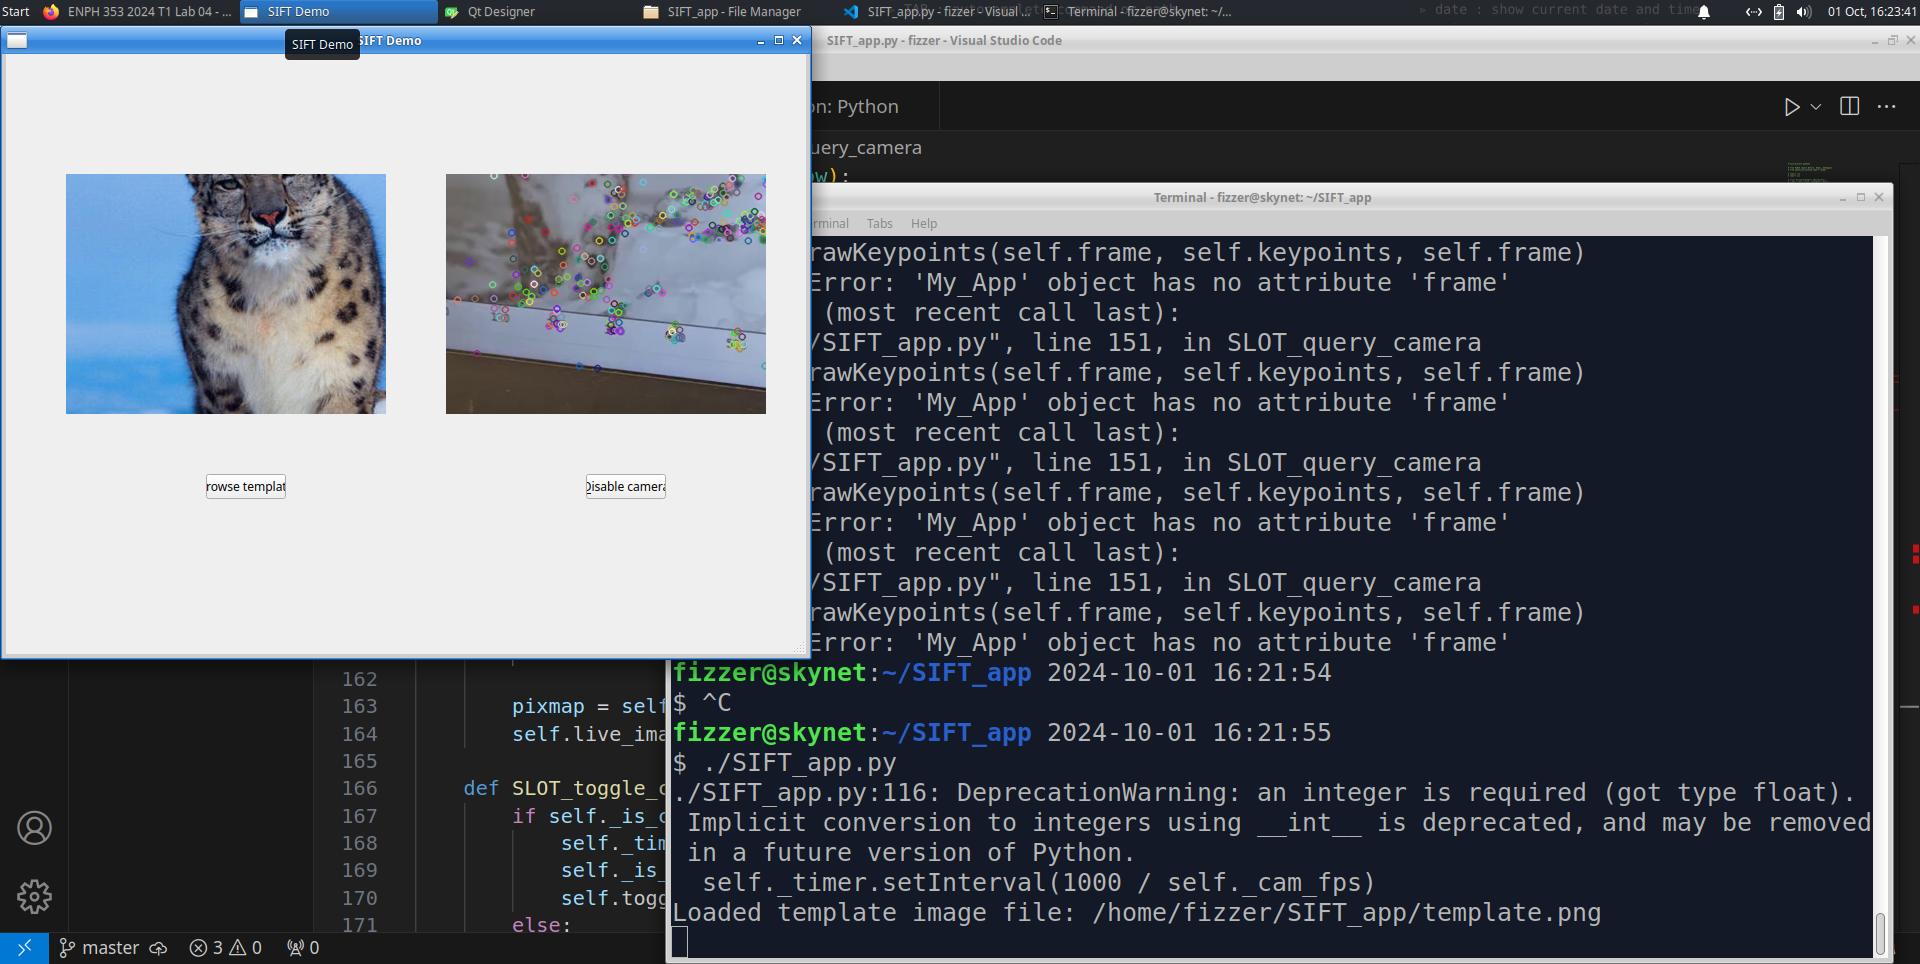 Start
ENPH 353 2024 T1 Lab 04 - ...
SIFT Demo
Qt Designer
SIFT_app - File Manager
SIFT_app.py - fizzer - Visual ...
Terminal - fizzer@skynet: ~/...
date : show current date and time
01 Oct, 16:23:41
SIFT Demo
SIFT Demo
SIFT_app.py - fizzer - Visual Studio Code
on: Python
uery_camera
ow):
rowse templat
Disable camera
Terminal - fizzer@skynet: ~/SIFT_app
rminal Tabs Help
rawKeypoints(self.frame, self.keypoints, self.frame)
Error: 'My_App' object has no attribute 'frame'
(most recent call last):
/SIFT_app.py", line 151, in SLOT_query_camera
rawKeypoints(self.frame, self.keypoints, self.frame)
Error: 'My_App' object has no attribute 'frame'
(most recent call last):
/SIFT_app.py", line 151, in SLOT_query_camera
rawKeypoints(self.frame, self.keypoints, self.frame)
Error: 'My_App' object has no attribute 'frame'
(most recent call last):
/SIFT_app.py", line 151, in SLOT_query_camera
rawKeypoints(self.frame, self.keypoints, self.frame)
Error: 'My_App' object has no attribute 'frame'
fizzer@skynet:~/SIFT_app 2024-10-01 16:21:54
$ ^C
fizzer@skynet:~/SIFT_app 2024-10-01 16:21:55
$ ./SIFT_app.py
./SIFT_app.py:116: DeprecationWarning: an integer is required (got type float).
Implicit conversion to integers using __int__ is deprecated, and may be removed
in a future version of Python.
self._timer.setInterval(1000 / self._cam_fps)
Loaded template image file: /home/fizzer/SIFT_app/template.png
162
163 pixmap = self
164 self.live_ima
165
166 def SLOT_toggle_c
167 if self._is_c
168 self._tim
169 self._is_
170 self.togg
171 else:
master
3 0
0